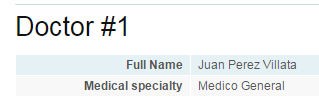 Doctor #1
Full Name Juan Perez Villata
Medical specialty Medico General